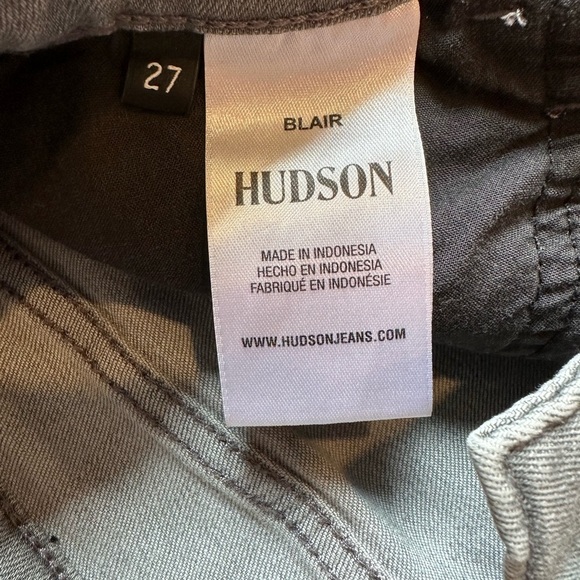 27
BLAIR
HUDSON
MADE IN INDONESIA
HECHO EN INDONESIA
FABRIQUÉ EN INDONÉSIE
WWW.HUDSONJEANS.COM